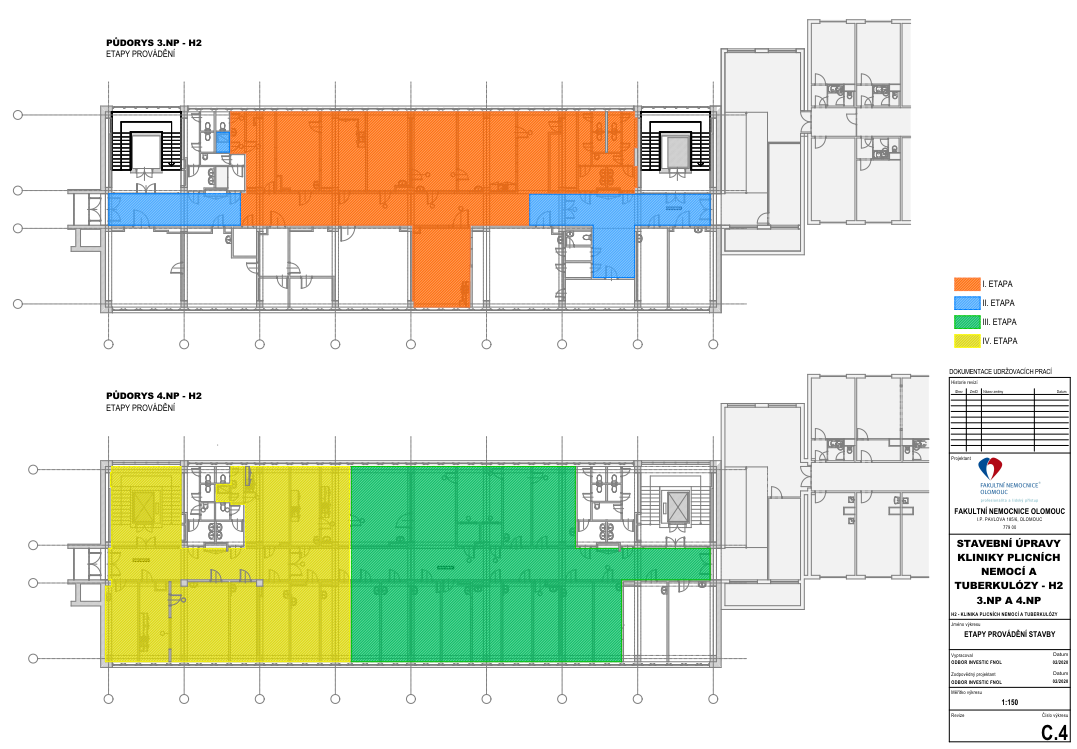 PŮDORYS 3.NP - H2
ETAPY PROVÁDĚNÍ
I. ETAPA
II. ETAPA
III. ETAPA
IV. ETAPA
PŮDORYS 4.NP - H2
ETAPY PROVÁDĚNÍ
DOKUMENTACE UDRŽOVACÍCH PRACÍ
Historie revizí
Název změny
Datum
Projektant
FAKULTNÍ NEMOCNICE
OLOMOUC
FAKULTNÍ NEMOCNICE OLOMOUC
I.P. PAVLOVA 185/6, OLOMOUC
779 00
STAVEBNÍ ÚPRAVY
KLINIKY PLICNÍCH
NEMOCÍ A
TUBERKULÓZY - H2
3.NP A 4.NP
H2 - KLINIKA PLICNÍCH NEMOCÍ A TUBERKULÓZY
Jméno výkresu
ETAPY PROVÁDĚNÍ STAVBY
Vypracoval Datum
ODBOR INVESTIC FNOL 02/2020
Zodpovědný projektant Datum
ODBOR INVESTIC FNOL 02/2020
Měřítko výkresu
1:150
Revize Číslo výkresu
C.4